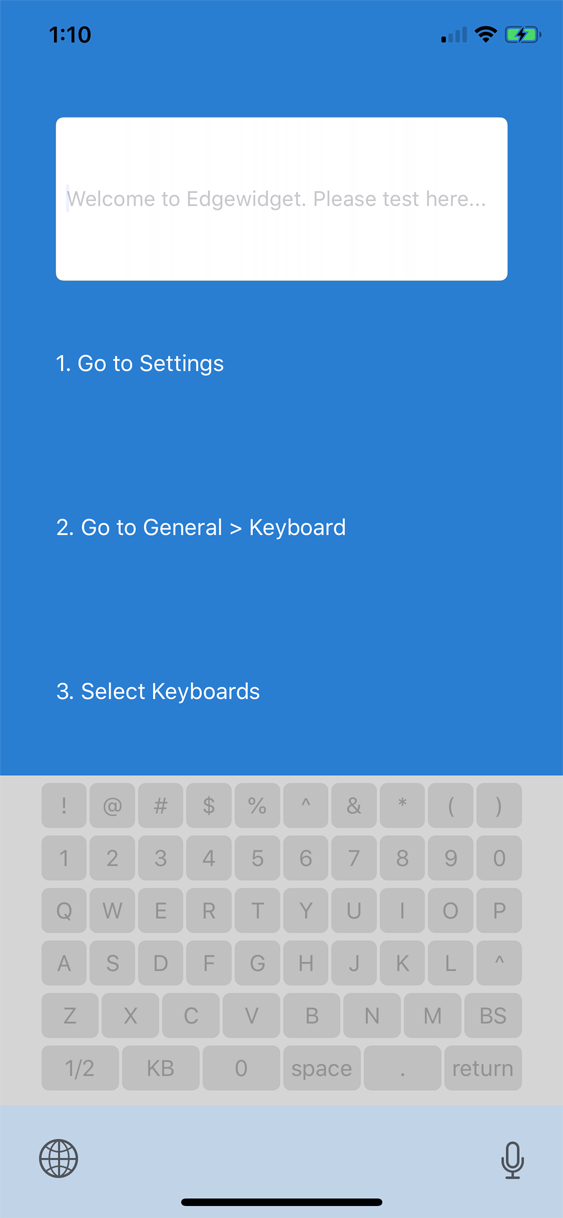 1:10
Welcome to Edgewidget. Please test here...
1. Go to Settings
2. Go to General > Keyboard
3. Select Keyboards
! @ # $ % ^ & * ( )
1 2 3 4 5 6 7 8 9 0
Q W E R T Y U I O P
A S D F G H J K L ^
Z X C V B N M BS
1/2 KB 0 space . return